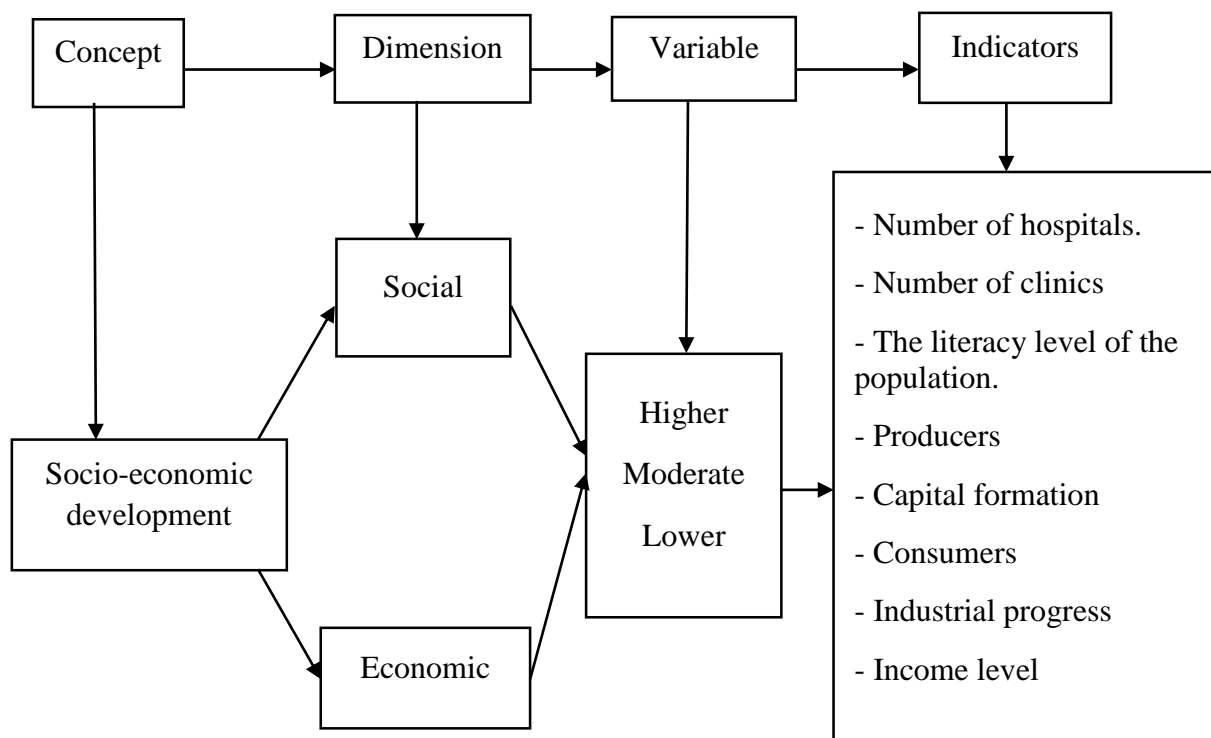 Concept
Dimension
Variable
Indicators
Social
Socio-economic
development
Economic
Higher
Moderate
Lower
- Number of hospitals.
- Number of clinics
- The literacy level of the
population.
- Producers
- Capital formation
- Consumers
- Industrial progress
- Income level